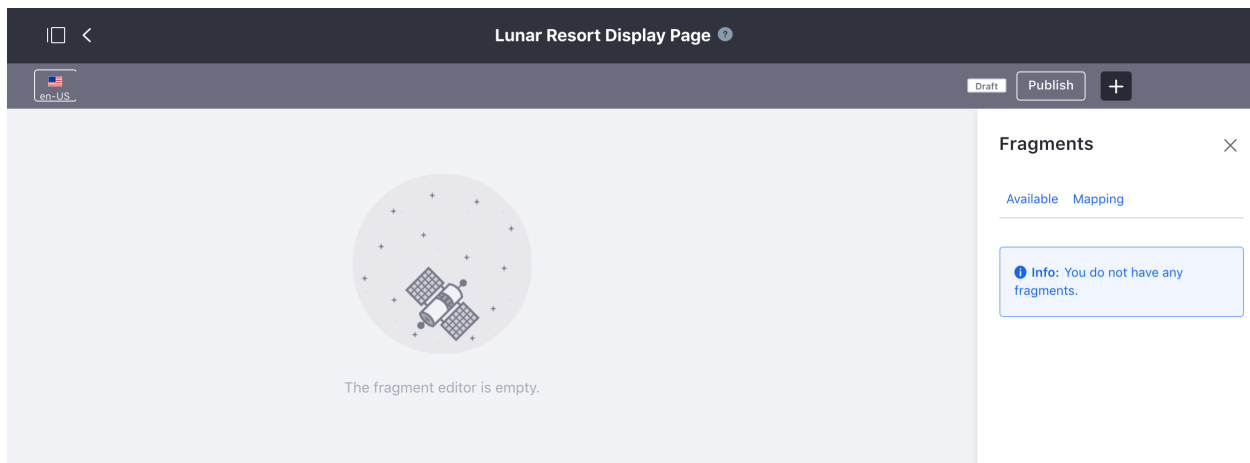 Lunar Resort Display Page ?
en-US
Draft
Publish
Fragments
Available Mapping
Info: You do not have any
fragments.
The fragment editor is empty.